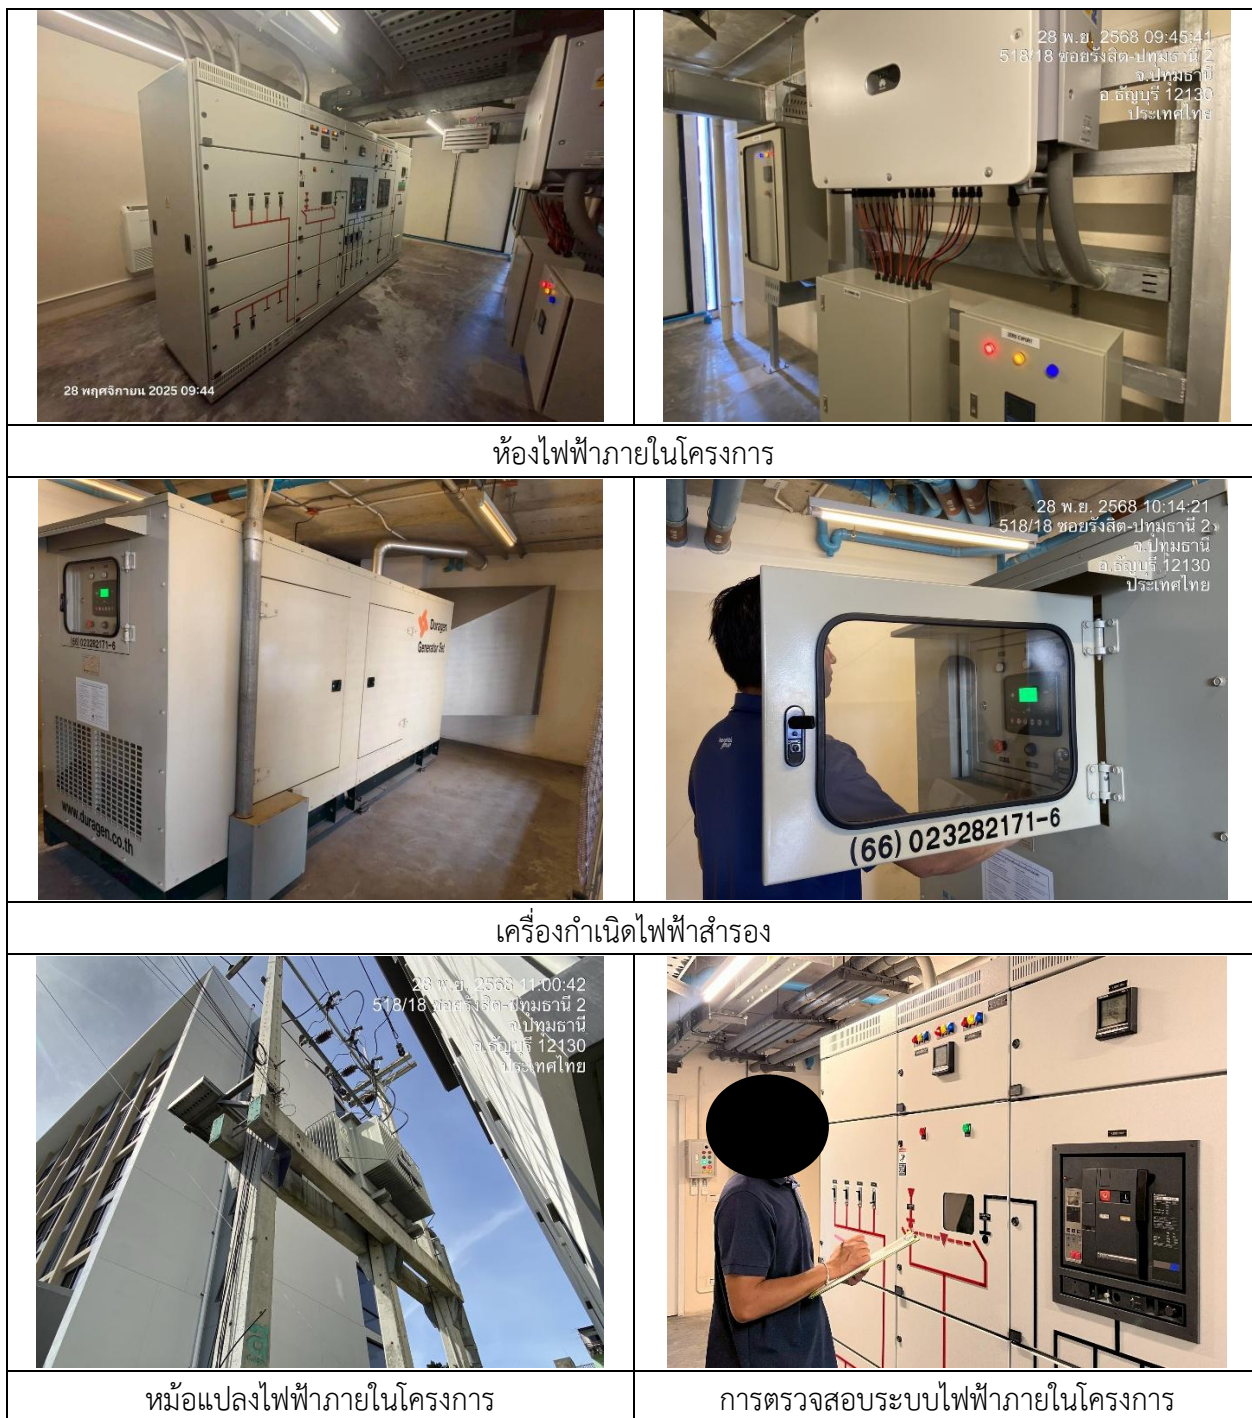 28 พฤศจิกายน 2025 09:44
28 พ.ย. 2568 09:45:41
518/18 ซอยรังสิต-ปทุมธานี 2
จ.ปทุมธานี
อ.ธัญบุรี 12130
ประเทศไทย
ZERO EXPORT
ห้องไฟฟ้าภายในโครงการ
(66) 023282171-6
Duragen
Generator Set
www.duragen.co.th
28 พ.ย. 2568 10:14:21
518/18 ซอยรังสิต-ปทุมธานี 2
จ.ปทุมธานี
อ.ธัญบุรี 12130
ประเทศไทย
(66) 023282171-6
เครื่องกำเนิดไฟฟ้าสำรอง
28 พ.ย. 2568 11:00:42
518/18 ซอยรังสิต-ปทุมธานี 2
จ.ปทุมธานี
อ.ธัญบุรี 12130
ประเทศไทย
หม้อแปลงไฟฟ้าภายในโครงการ
การตรวจสอบระบบไฟฟ้าภายในโครงการ